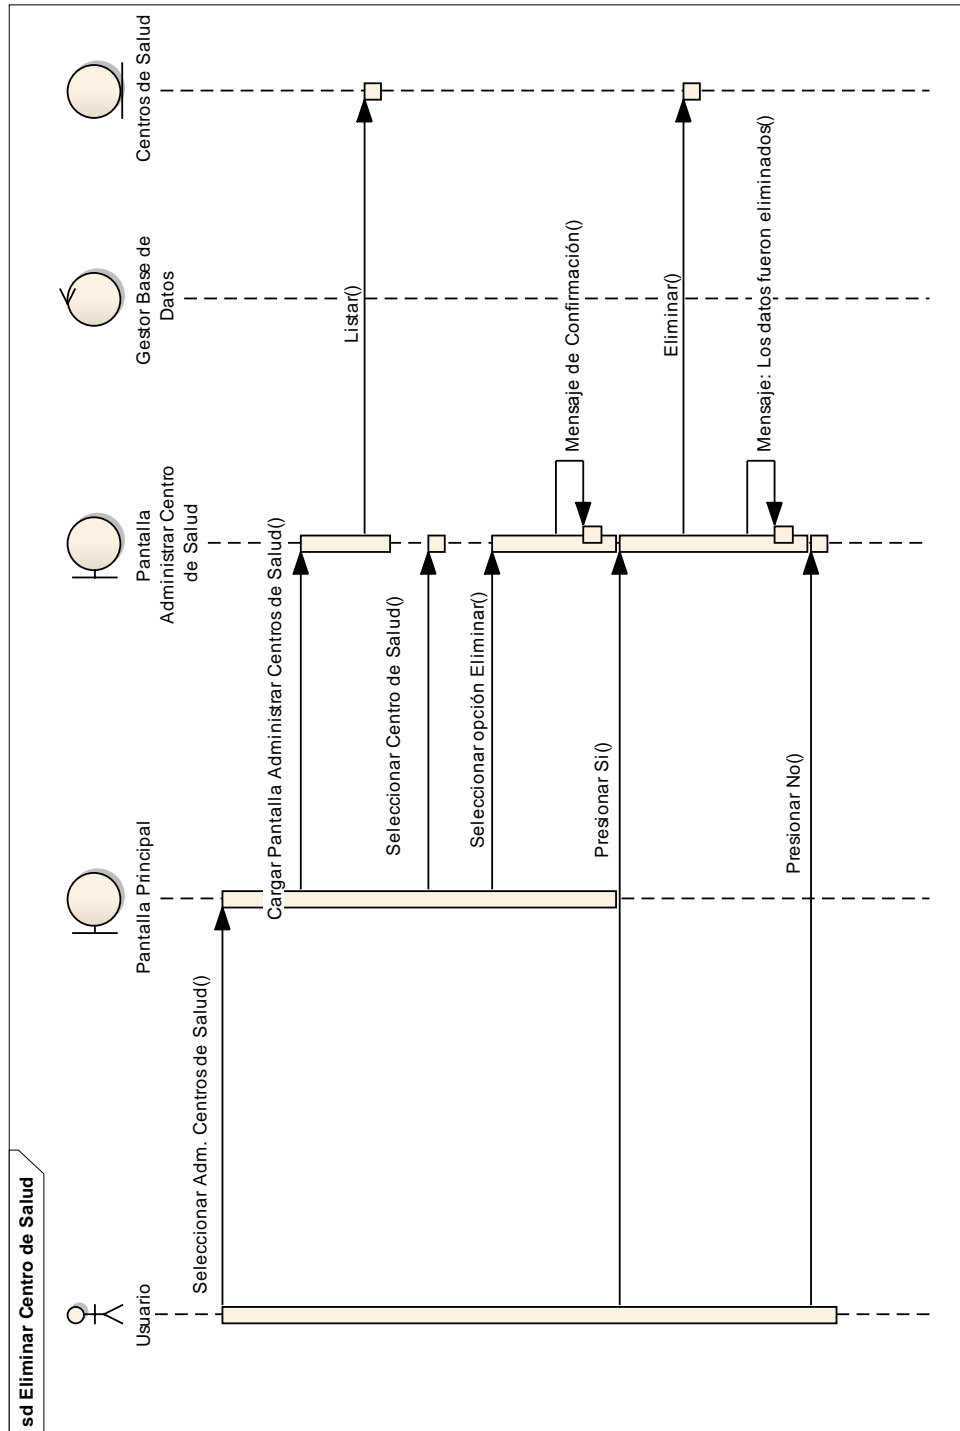 sd Eliminar Centro de Salud
Usuario
Pantalla Principal
Pantalla
Administrar Centro
de Salud
Gestor Base de
Datos
Centros de Salud
Seleccionar Adm. Centros de Salud()
Cargar Pantalla Administrar Centros de Salud()
Listar()
Seleccionar Centro de Salud()
Seleccionar opción Eliminar()
Mensaje de Confirmación()
Presionar Si()
Eliminar()
Mensaje: Los datos fueron eliminados()
Presionar No()